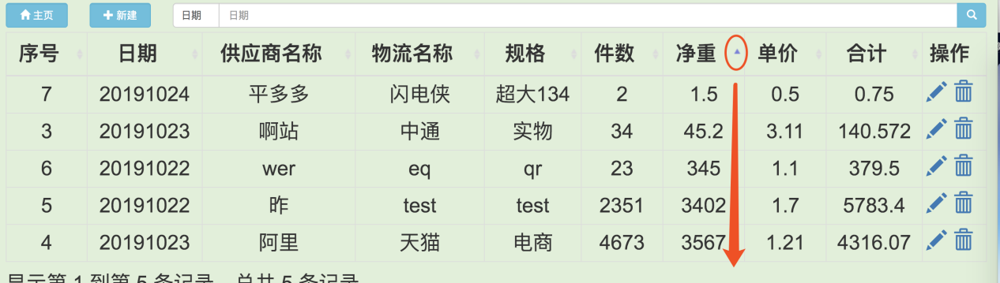 主页 新建 日期 日期
序号 日期 供应商名称 物流名称 规格 件数 净重 单价 合计 操作
7 20191024 平多多 闪电侠 超大134 2 1.5 0.5 0.75
3 20191023 啊站 中通 实物 34 45.2 3.11 140.572
6 20191022 wer eq qr 23 345 1.1 379.5
5 20191022 昨 test test 2351 3402 1.7 5783.4
4 20191023 阿里 天猫 电商 4673 3567 1.21 4316.07
显示第 1 到第 5 条记录，总共 5 条记录